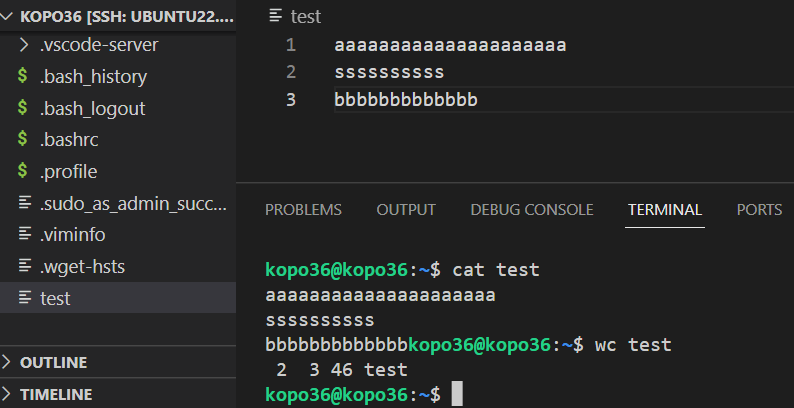 KOPO36 [SSH: UBUNTU22....
.vscode-server
$ .bash_history
$ .bash_logout
$ .bashrc
$ .profile
.sudo_as_admin_succ...
.viminfo
.wget-hsts
test
OUTLINE
TIMELINE
test
1 aaaaaaaaaaaaaaaaaaaaa
2 ssssssssss
3 bbbbbbbbbbbbb
PROBLEMS OUTPUT DEBUG CONSOLE TERMINAL PORTS
kopo36@kopo36:~$ cat test
aaaaaaaaaaaaaaaaaaaaa
ssssssssss
bbbbbbbbbbbbbkopo36@kopo36:~$ wc test
2 3 46 test
kopo36@kopo36:~$